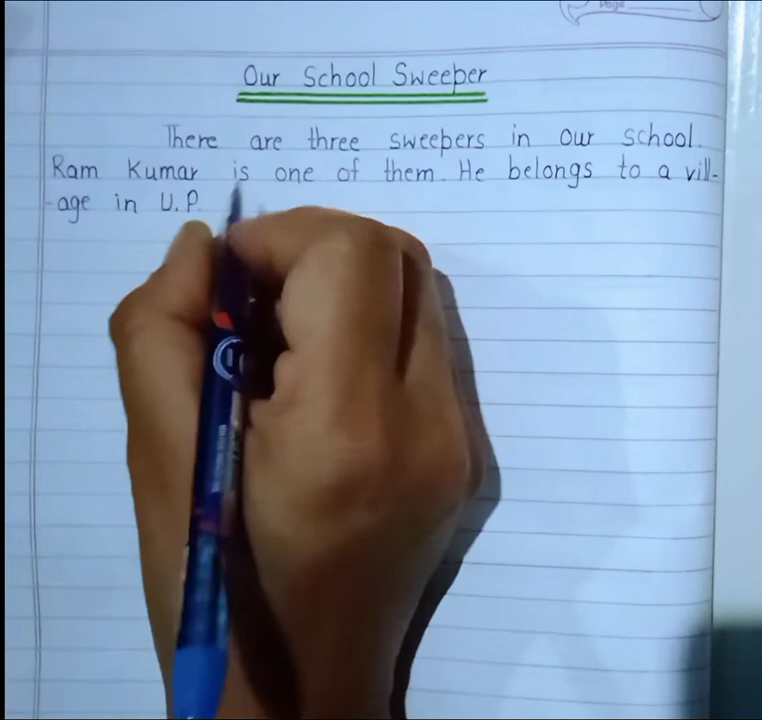 Page
Our School Sweeper
There are three sweepers in our school.
Ram Kumar is one of them. He belongs to a vill-
-age in U.P.